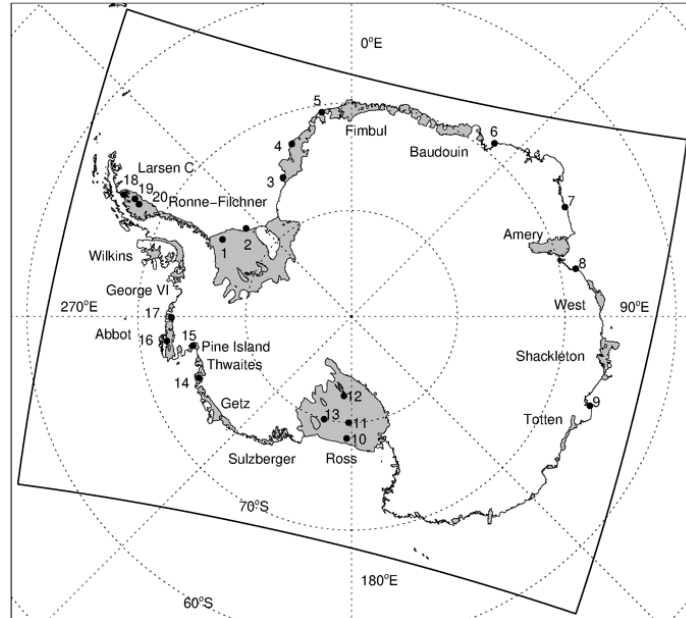 0°E
5
Fimbul
6
4
Baudouin
Larsen C
3
18
19
20
Ronne−Filchner
7
Amery
2
1
Wilkins
8
George VI
West
270°E
17
90°E
Abbot
16
15
Pine Island
Shackleton
Thwaites
14
12
Getz
13
11
9
Totten
10
Sulzberger
Ross
70°S
180°E
60°S